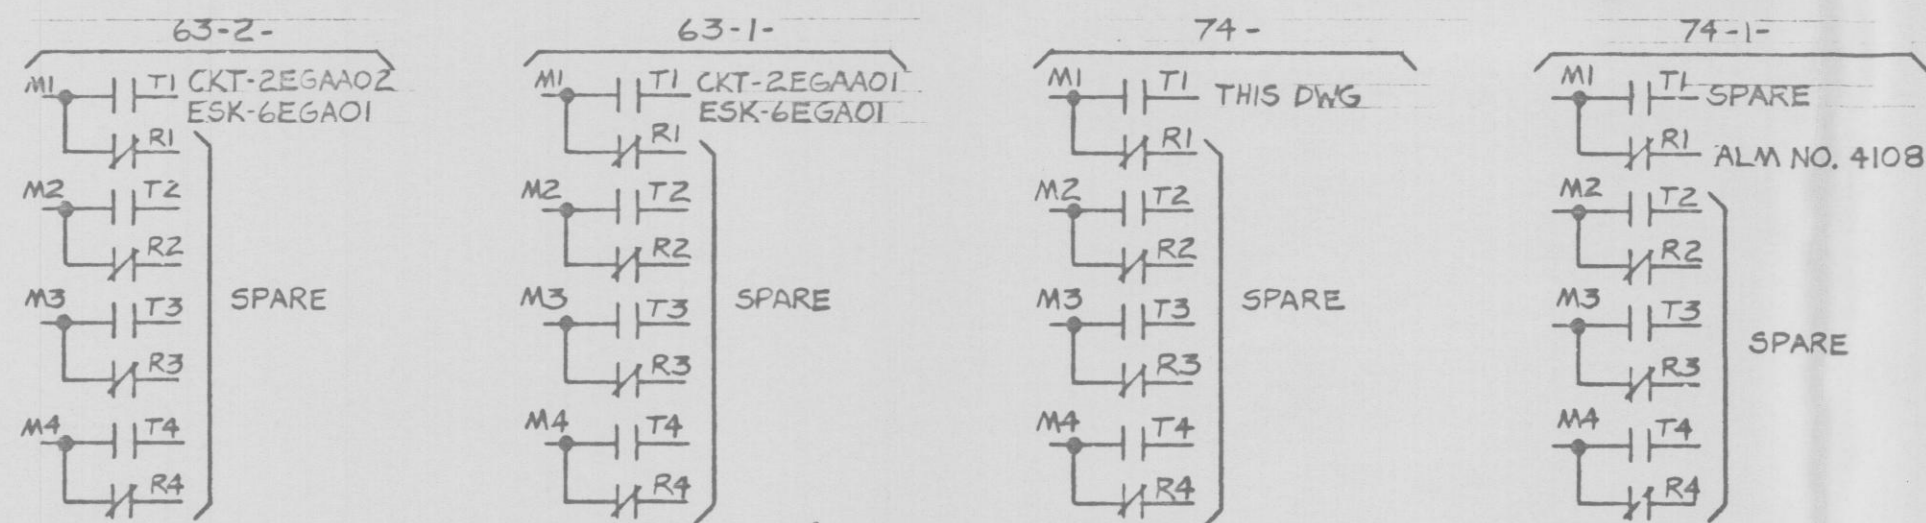 63-2-
M1 T1 CKT-2EGAA02
ESK-6EGA01
R1
M2 T2
R2
M3 T3
SPARE
R3
M4 T4
R4
63-1-
M1 T1 CKT-2EGAA01
ESK-6EGA01
R1
M2 T2
R2
M3 T3
SPARE
R3
M4 T4
R4
74-
M1 T1 THIS DWG
R1
M2 T2
R2
M3 T3
SPARE
R3
M4 T4
R4
74-1-
M1 T1 SPARE
R1 ALM NO. 4108
M2 T2
R2
M3 T3
SPARE
R3
M4 T4
R4